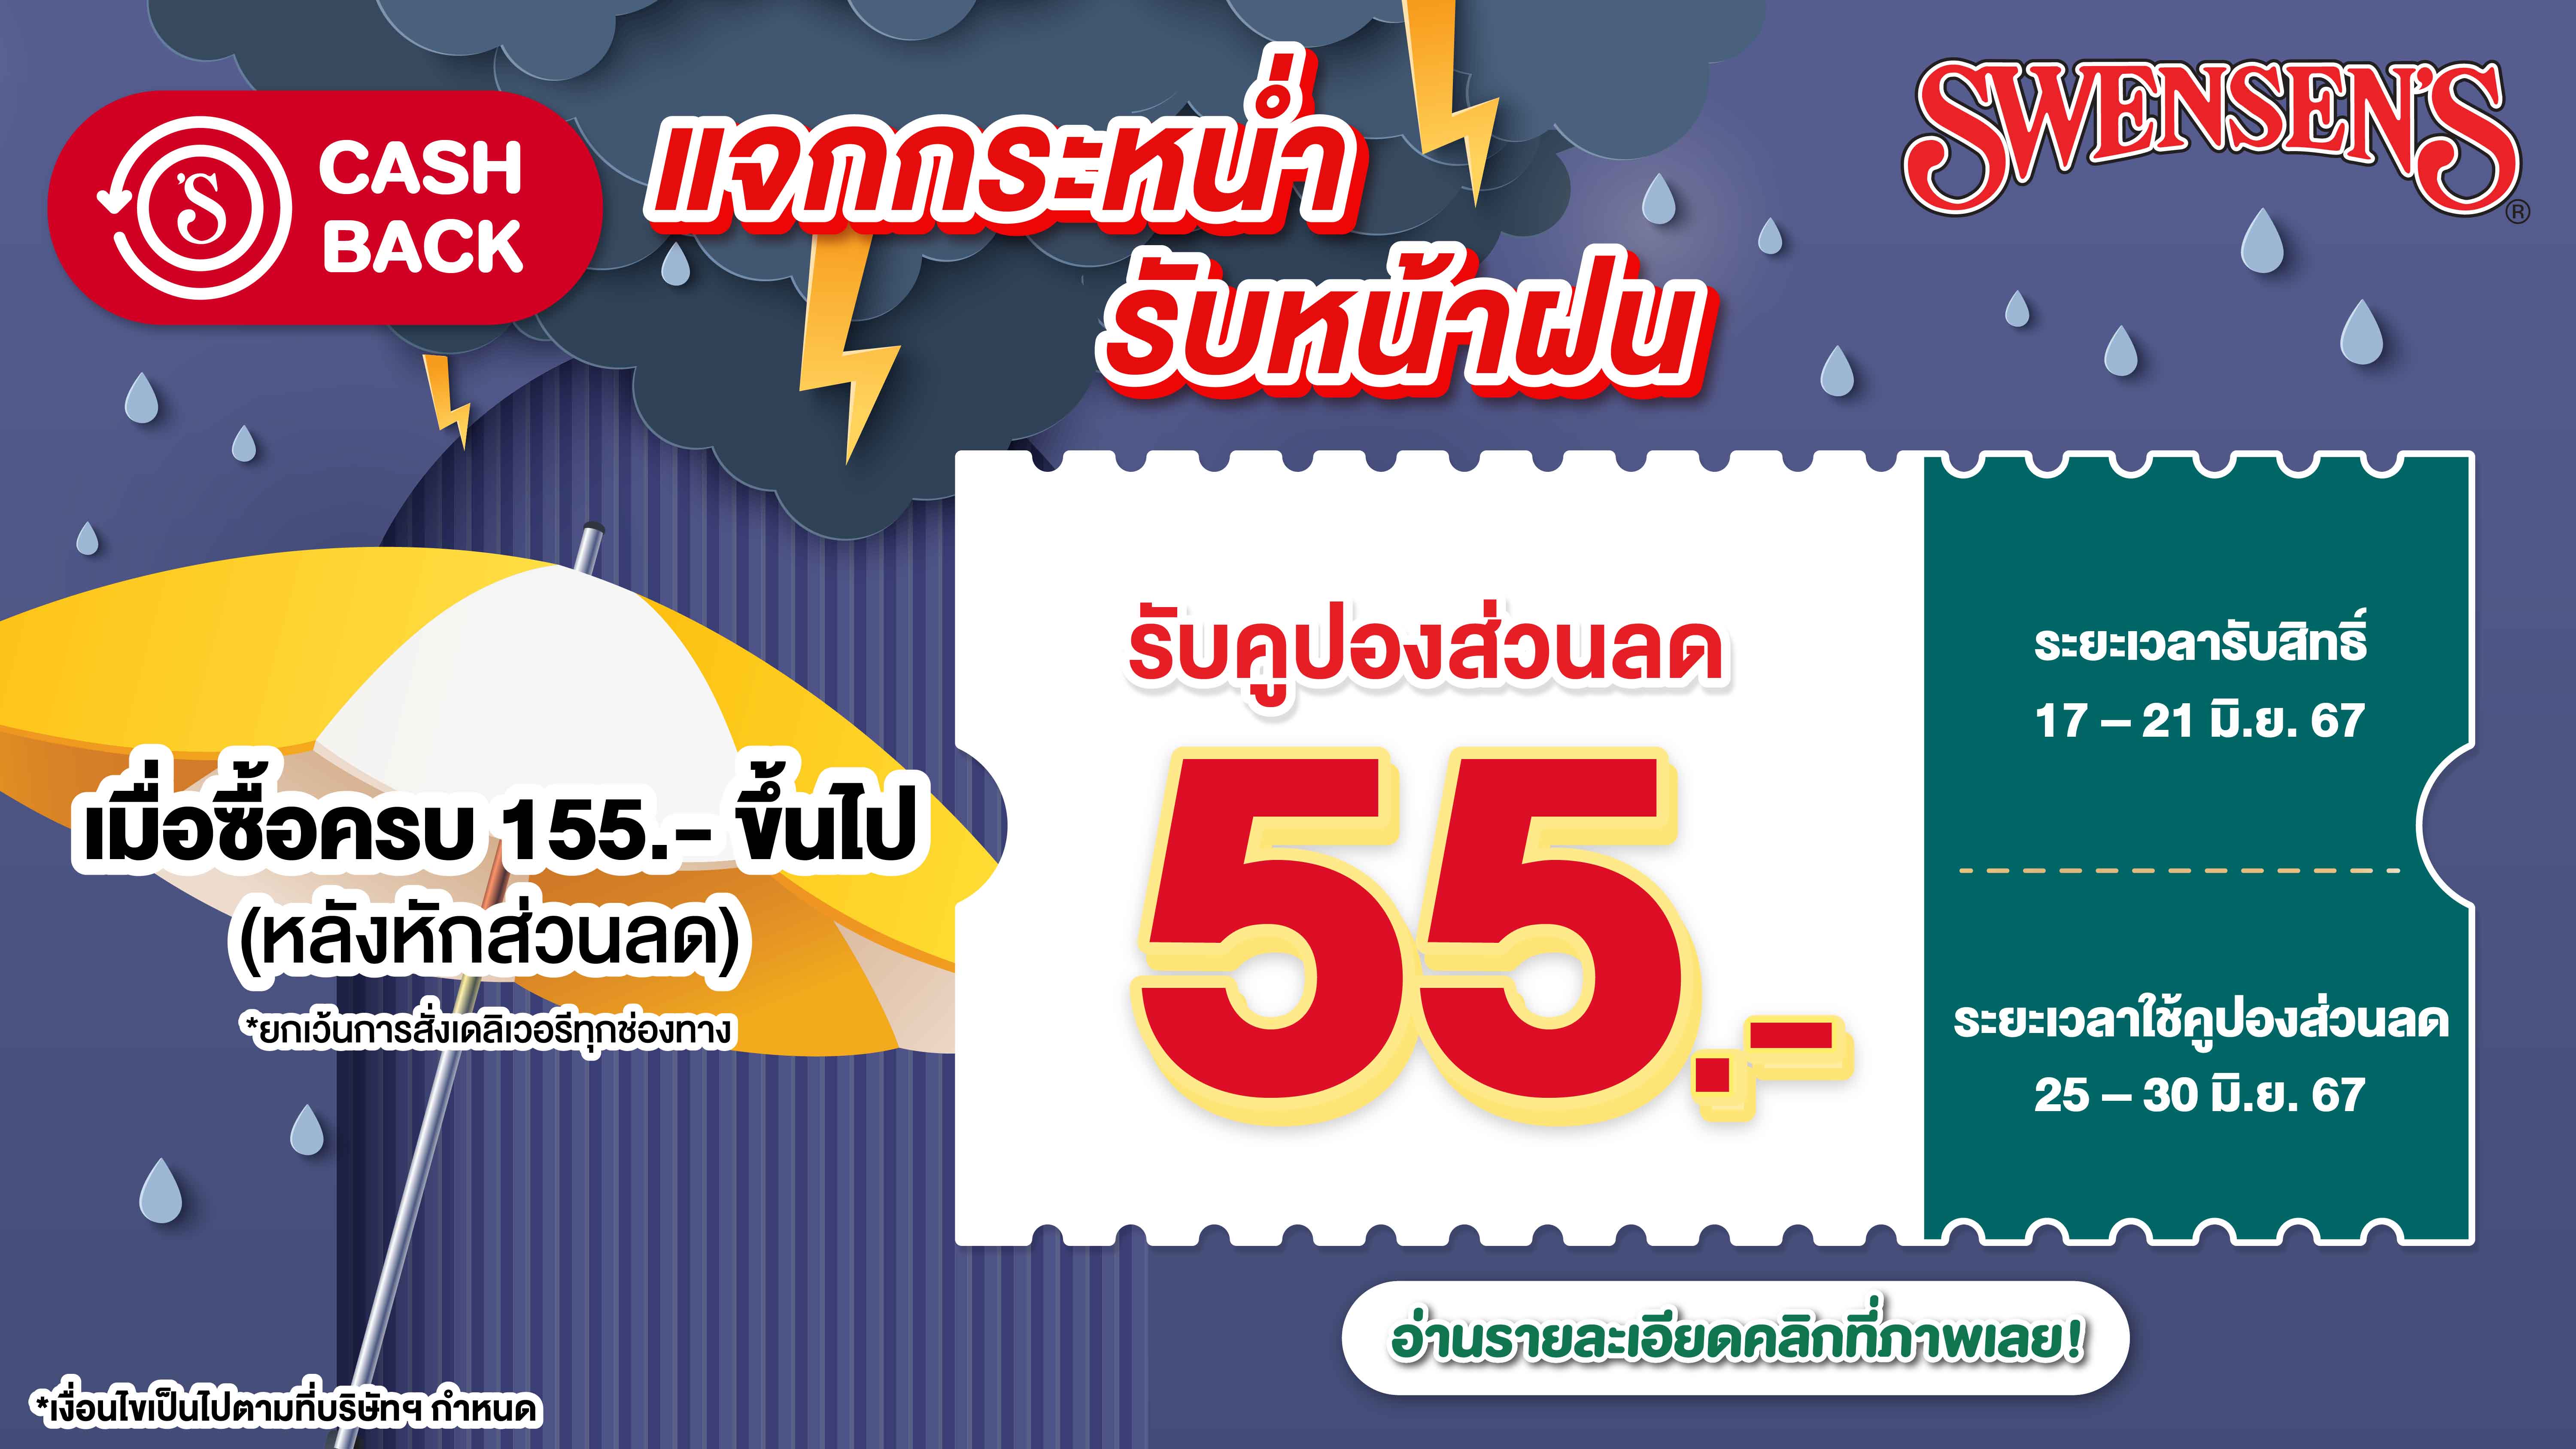 CASH
BACK
'S
แจกกระหน่ำ
รับหน้าฝน
SWENSEN'S®
รับคูปองส่วนลด
55.-
เมื่อซื้อครบ 155.- ขึ้นไป
(หลังหักส่วนลด)
*ยกเว้นการสั่งเดลิเวอรีทุกช่องทาง
ระยะเวลารับสิทธิ์
17 – 21 มิ.ย. 67
ระยะเวลาใช้คูปองส่วนลด
25 – 30 มิ.ย. 67
อ่านรายละเอียดคลิกที่ภาพเลย!
*เงื่อนไขเป็นไปตามที่บริษัทฯ กำหนด